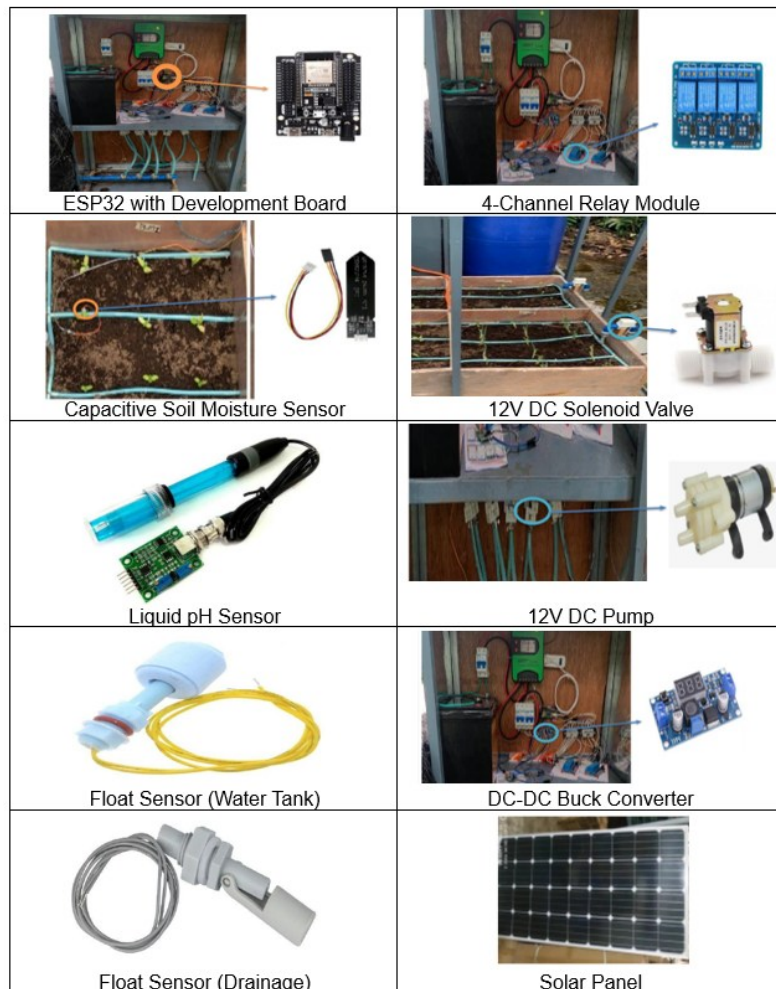 ESP32 with Development Board
4-Channel Relay Module
Capacitive Soil Moisture Sensor
12V DC Solenoid Valve
Liquid pH Sensor
12V DC Pump
Float Sensor (Water Tank)
DC-DC Buck Converter
Float Sensor (Drainage)
Solar Panel